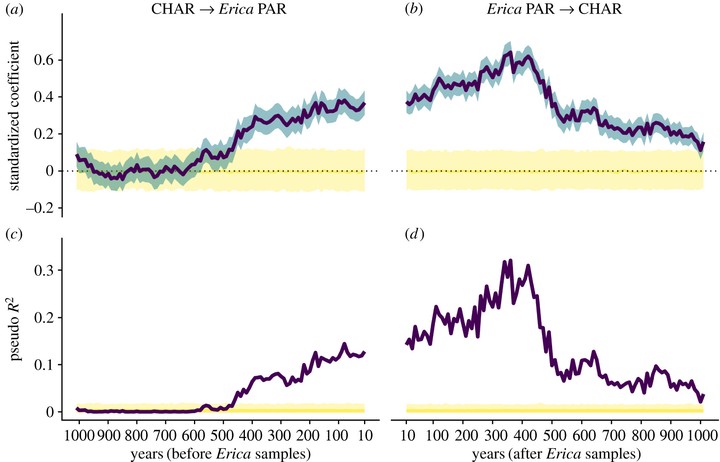 (a) CHAR → Erica PAR
(b) Erica PAR → CHAR
standardized coefficient
0.6
0.4
0.2
0
–0.2
(c)
(d)
pseudo R²
0.3
0.2
0.1
0
1000 900 800 700 600 500 400 300 200 100 10
years (before Erica samples)
10 100 200 300 400 500 600 700 800 900 1000
years (after Erica samples)